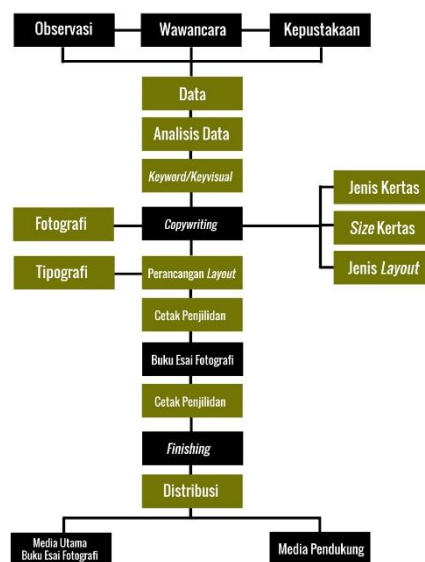 Observasi
Wawancara
Kepustakaan
Data
Analisis Data
Keyword/Keyvisual
Jenis Kertas
Fotografi
Copywriting
Size Kertas
Tipografi
Perancangan Layout
Jenis Layout
Cetak Penjilidan
Buku Esai Fotografi
Cetak Penjilidan
Finishing
Distribusi
Media Utama
Buku Esai Fotografi
Media Pendukung